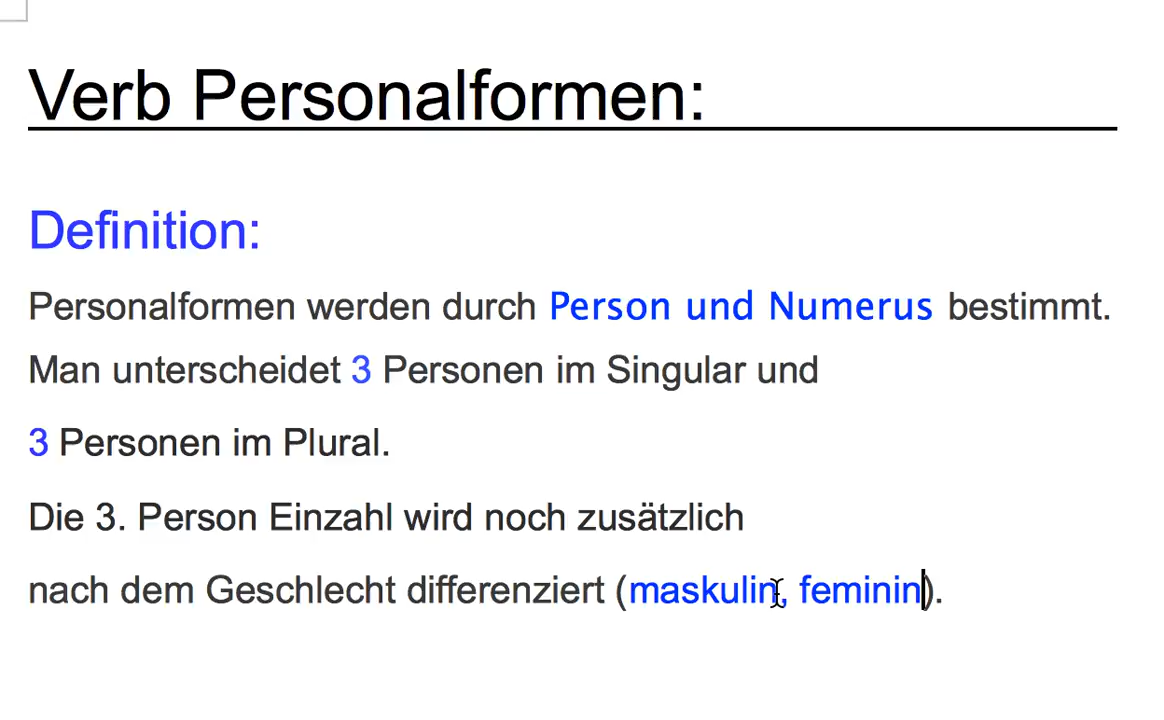 Verb Personalformen:
Definition:
Personalformen werden durch Person und Numerus bestimmt.
Man unterscheidet 3 Personen im Singular und
3 Personen im Plural.
Die 3. Person Einzahl wird noch zusätzlich
nach dem Geschlecht differenziert (maskulin, feminin).